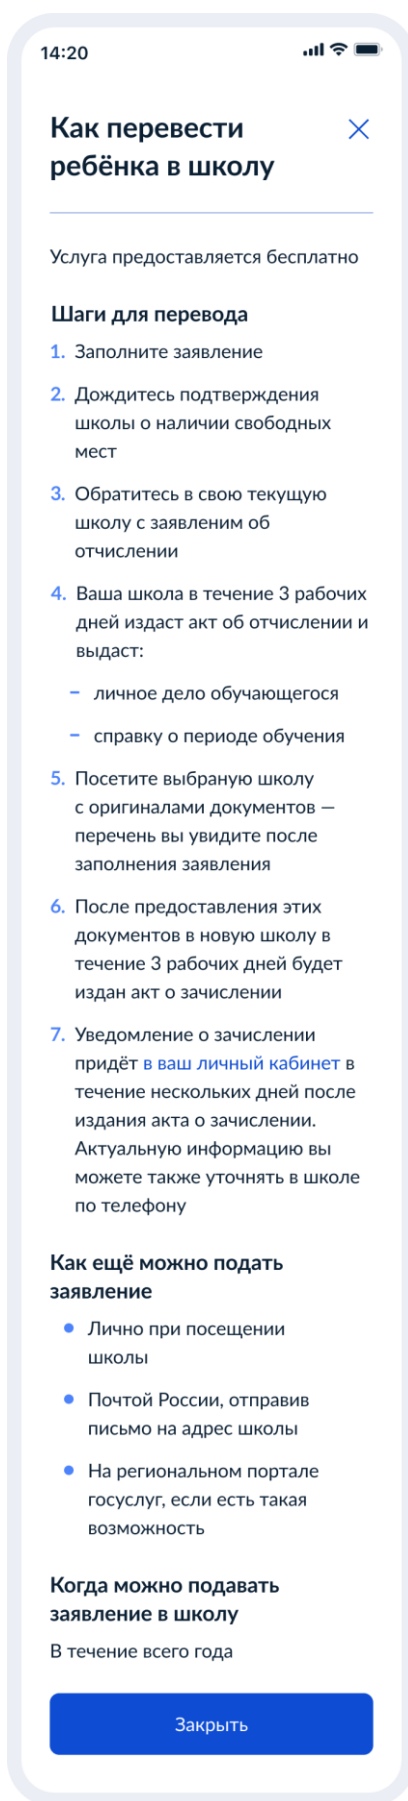 14:20
Как перевести
ребёнка в школу
Услуга предоставляется бесплатно
Шаги для перевода
1. Заполните заявление
2. Дождитесь подтверждения
школы о наличии свободных
мест
3. Обратитесь в свою текущую
школу с заявленим об
отчислении
4. Ваша школа в течение 3 рабочих
дней издаст акт об отчислении и
выдаст:
– личное дело обучающегося
– справку о периоде обучения
5. Посетите выбраную школу
с оригиналами документов —
перечень вы увидите после
заполнения заявления
6. После предоставления этих
документов в новую школу в
течение 3 рабочих дней будет
издан акт о зачислении
7. Уведомление о зачислении
придёт в ваш личный кабинет в
течение нескольких дней после
издания акта о зачислении.
Актуальную информацию вы
можете также уточнять в школе
по телефону
Как ещё можно подать
заявление
• Лично при посещении
школы
• Почтой России, отправив
письмо на адрес школы
• На региональном портале
госуслуг, если есть такая
возможность
Когда можно подавать
заявление в школу
В течение всего года
Закрыть